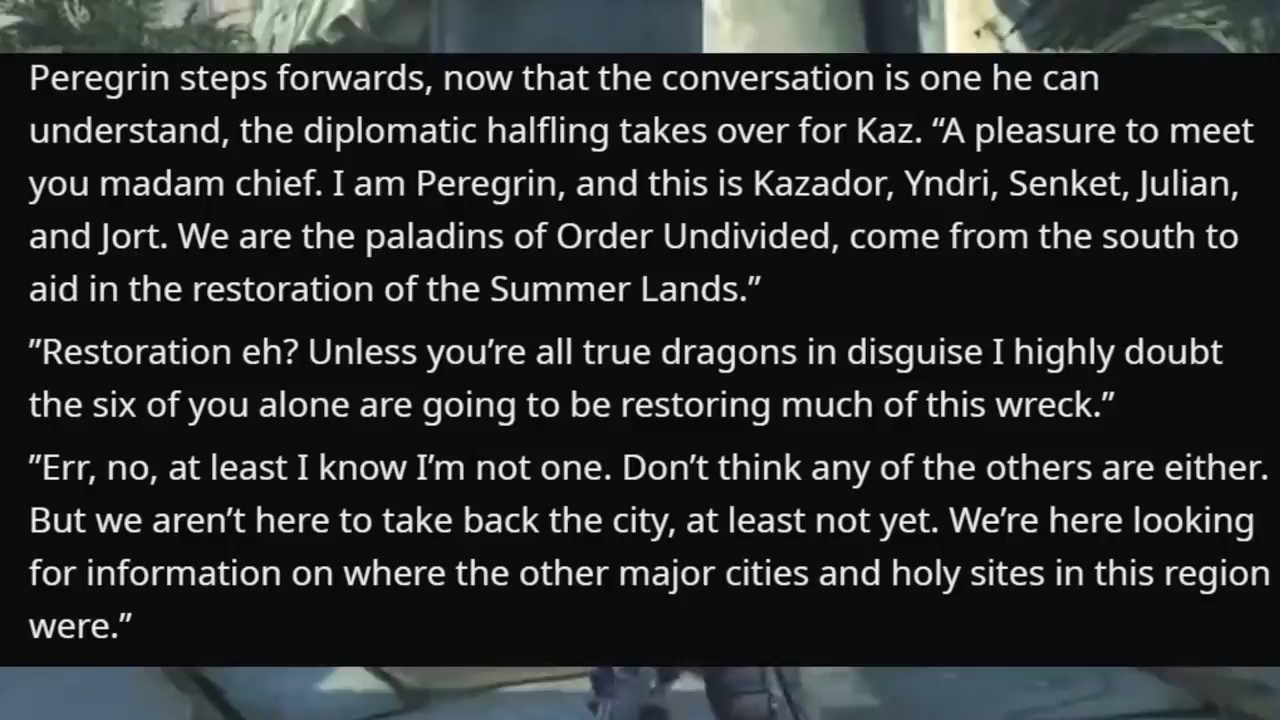 Peregrin steps forwards, now that the conversation is one he can
understand, the diplomatic halfling takes over for Kaz. “A pleasure to meet
you madam chief. I am Peregrin, and this is Kazador, Yndri, Senket, Julian,
and Jort. We are the paladins of Order Undivided, come from the south to
aid in the restoration of the Summer Lands.”
”Restoration eh? Unless you’re all true dragons in disguise I highly doubt
the six of you alone are going to be restoring much of this wreck.”
”Err, no, at least I know I’m not one. Don’t think any of the others are either.
But we aren’t here to take back the city, at least not yet. We’re here looking
for information on where the other major cities and holy sites in this region
were.”